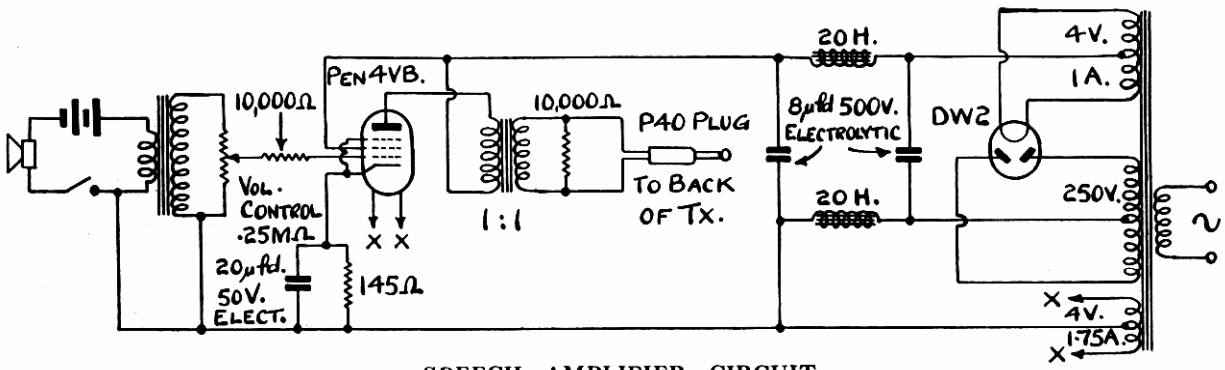 PEN 4VB.
10,000Ω
VOL.
CONTROL
.25MΩ
20μfd.
50V.
ELECT.
145Ω
X X
1:1
10,000Ω
P40 PLUG
TO BACK
OF TX.
20 H.
8μfd 500V.
ELECTROLYTIC
20 H.
DW2
4V.
1A.
250V.
X
4V.
1.75A.
X
SPEECH AMPLIFIER CIRCUIT